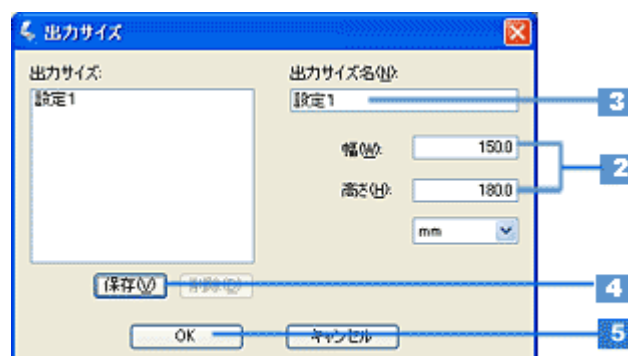 出力サイズ
出力サイズ:
出力サイズ名(N):
設定1
設定1
3
幅(W):
150.0
2
高さ(H):
180.0
mm
保存(V)
削除(D)
4
OK
キャンセル
5